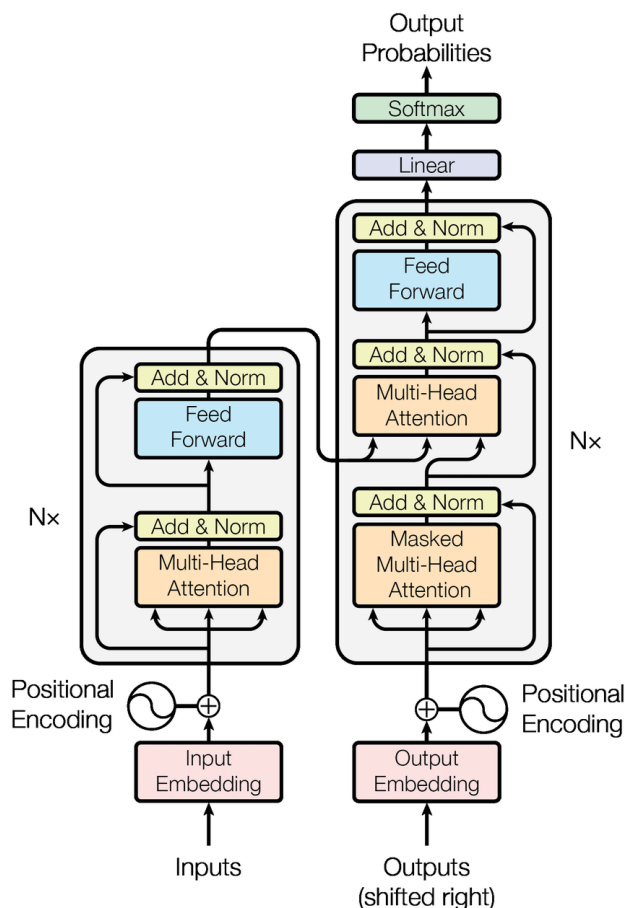 Output
Probabilities
Softmax
Linear
Add & Norm
Feed
Forward
Add & Norm
Multi-Head
Attention
Add & Norm
Masked
Multi-Head
Attention
N×
Add & Norm
Feed
Forward
Add & Norm
Multi-Head
Attention
N×
Positional
Encoding
Positional
Encoding
Input
Embedding
Output
Embedding
Inputs
Outputs
(shifted right)